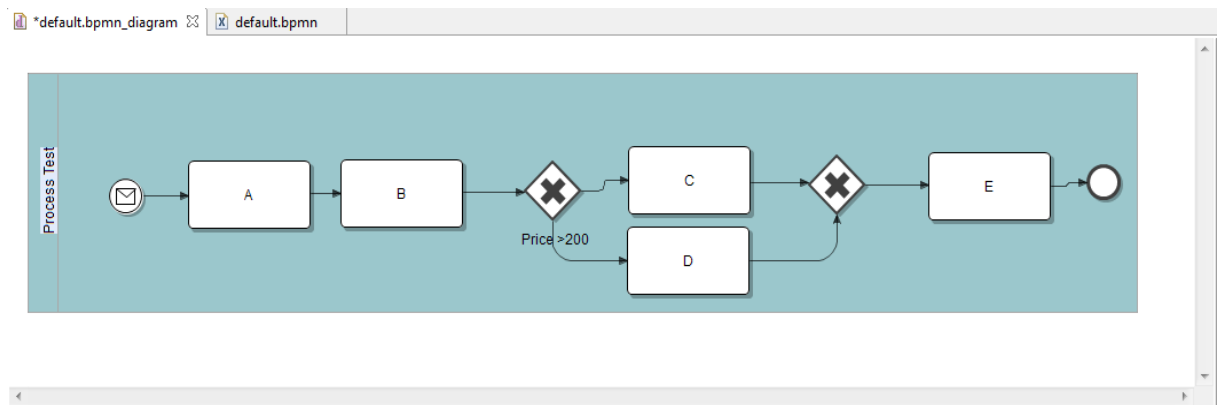 *default.bpmn_diagram
default.bpmn
Process Test
A
B
Price >200
C
D
E